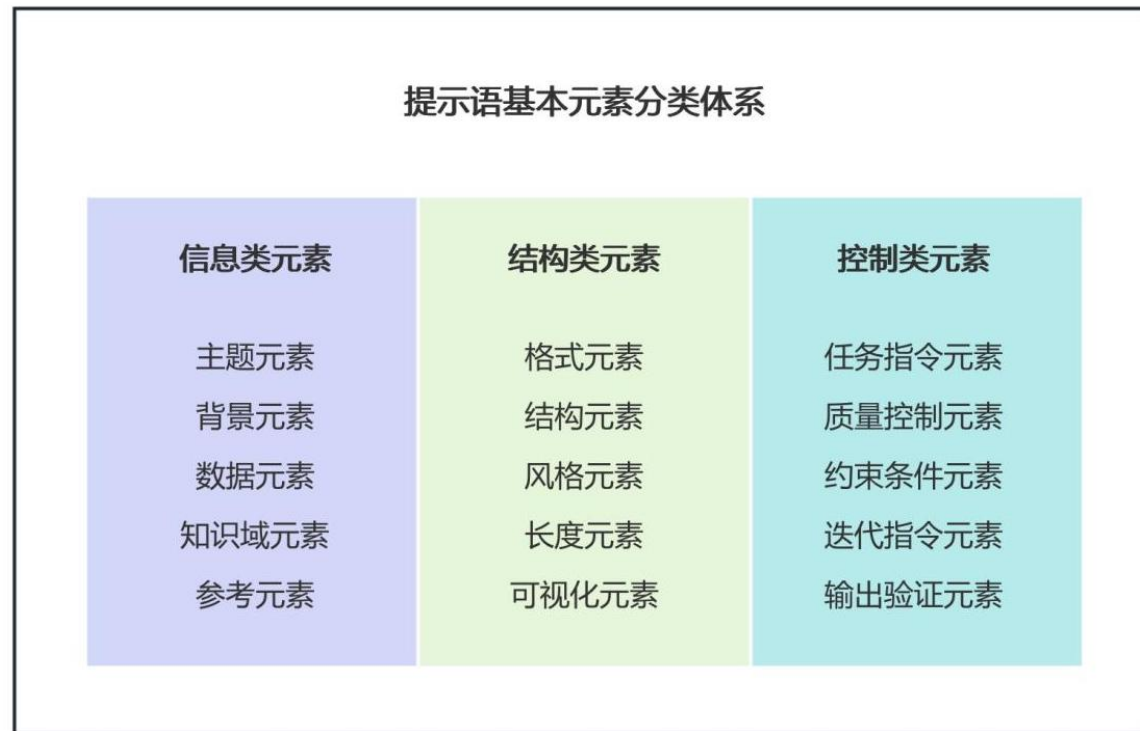 提示语基本元素分类体系
信息类元素
主题元素
背景元素
数据元素
知识域元素
参考元素
结构类元素
格式元素
结构元素
风格元素
长度元素
可视化元素
控制类元素
任务指令元素
质量控制元素
约束条件元素
迭代指令元素
输出验证元素